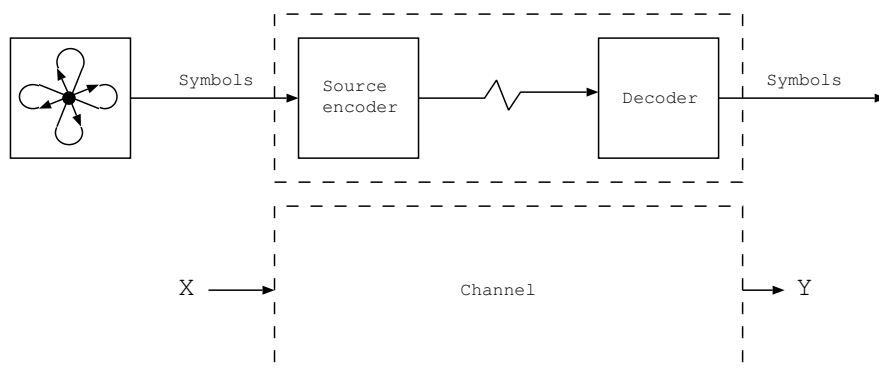 Symbols
Source
encoder
Decoder
Symbols
X
Channel
Y